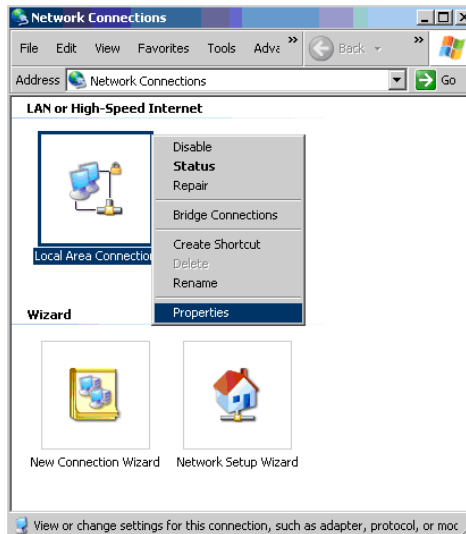 Network Connections
File Edit View Favorites Tools Adva » Back »
Address Network Connections Go
LAN or High-Speed Internet
Disable
Status
Repair
Bridge Connections
Create Shortcut
Local Area Connection
Delete
Rename
Wizard
Properties
New Connection Wizard Network Setup Wizard
View or change settings for this connection, such as adapter, protocol, or moc